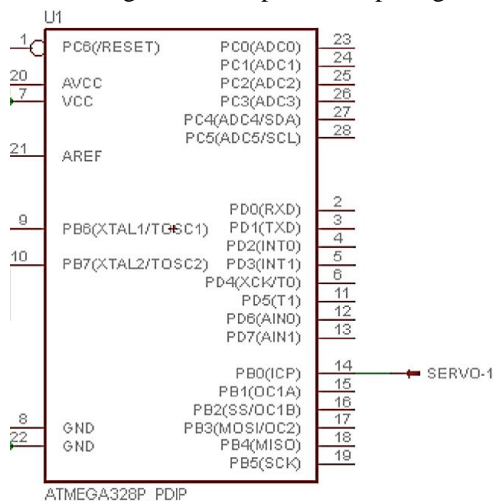 U1
1 PC6(/RESET) PC0(ADC0) 23
PC1(ADC1) 24
20 AVCC PC2(ADC2) 25
7 VCC PC3(ADC3) 26
PC4(ADC4/SDA) 27
PC5(ADC5/SCL) 28
21 AREF
PD0(RXD) 2
9 PB6(XTAL1/TOSC1) PD1(TXD) 3
PD2(INT0) 4
10 PB7(XTAL2/TOSC2) PD3(INT1) 5
PD4(XCK/T0) 6
PD5(T1) 11
PD6(AIN0) 12
PD7(AIN1) 13
PB0(ICP) 14 SERVO-1
PB1(OC1A) 15
PB2(SS/OC1B) 16
8 GND PB3(MOSI/OC2) 17
22 GND PB4(MISO) 18
PB5(SCK) 19
ATMEGA328P_PDIP